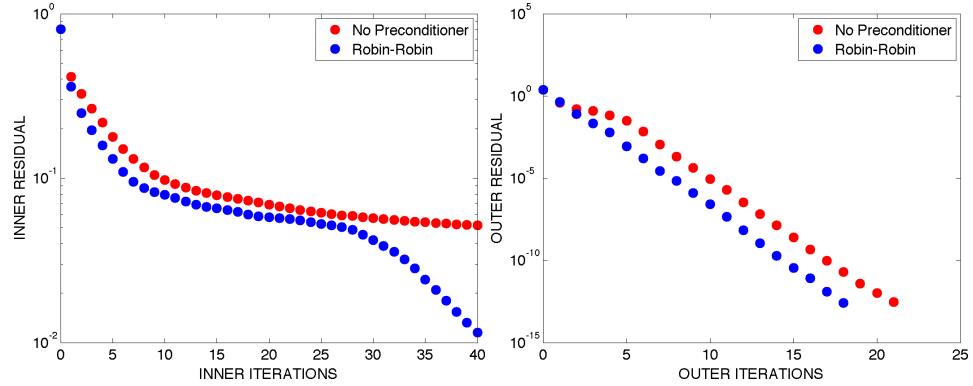 10^0
10^-1
10^-2
INNER RESIDUAL
0 5 10 15 20 25 30 35 40
INNER ITERATIONS
No Preconditioner
Robin-Robin
10^5
10^0
10^-5
10^-10
10^-15
OUTER RESIDUAL
0 5 10 15 20 25
OUTER ITERATIONS
No Preconditioner
Robin-Robin